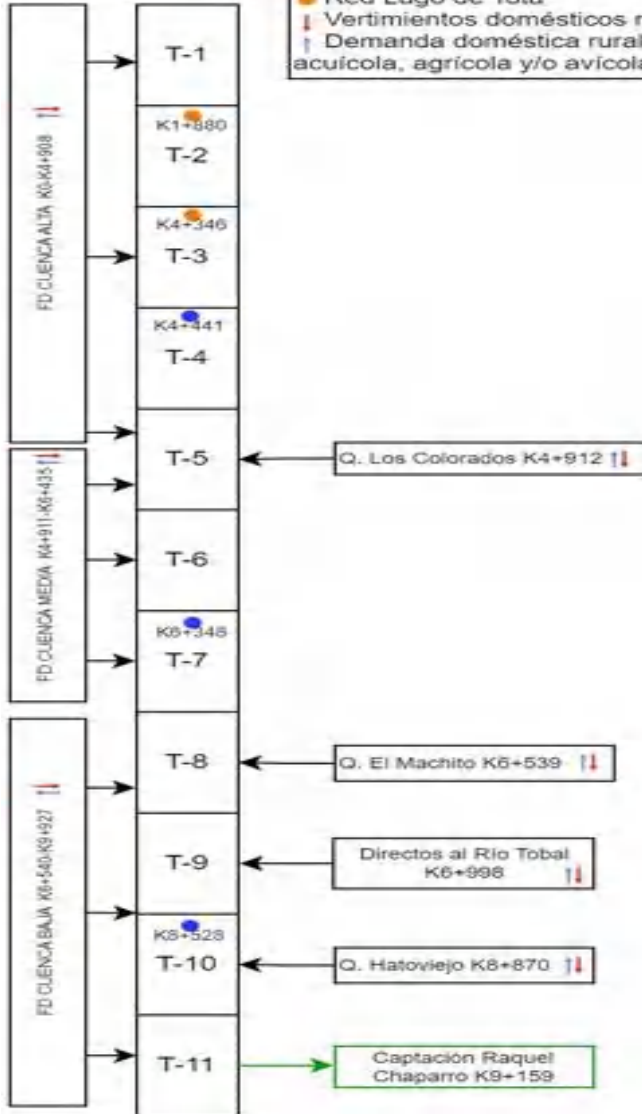 Red Lago de Tota
Vertimientos domésticos
Demanda doméstica rural
acuícola, agrícola y/o avícola
FD CUENCA ALTA K0-K4+908
T-1
K1+880
T-2
K4+346
T-3
K4+441
T-4
T-5
Q. Los Colorados K4+912
FD CUENCA MEDIA K4+911-K6+435
T-6
K6+348
T-7
FD CUENCA BAJA K6+540-K9+927
T-8
Q. El Machito K6+539
T-9
Directos al Río Tobal
K6+998
K8+528
T-10
Q. Hatoviejo K8+870
T-11
Captación Raquel
Chaparro K9+159